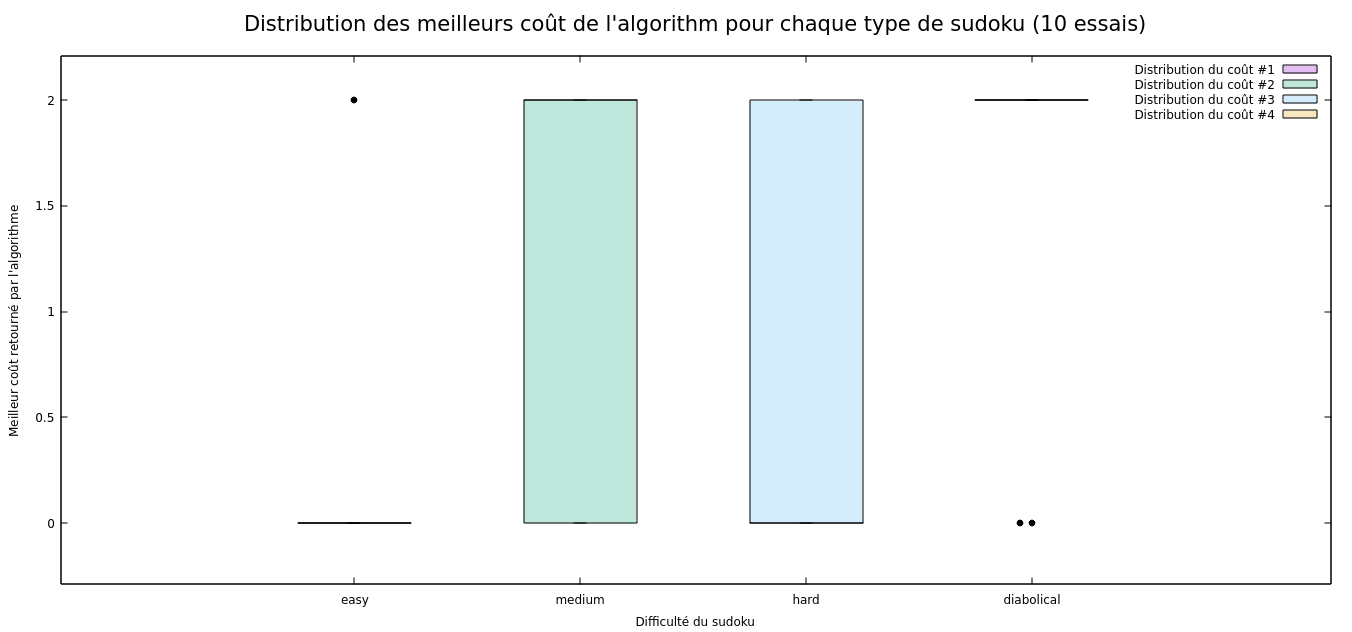 Distribution des meilleurs coût de l'algorithm pour chaque type de sudoku (10 essais)
Distribution du coût #1
Distribution du coût #2
Distribution du coût #3
Distribution du coût #4
Meilleur coût retourné par l'algorithme
2
1.5
1
0.5
0
easy medium hard diabolical
Difficulté du sudoku